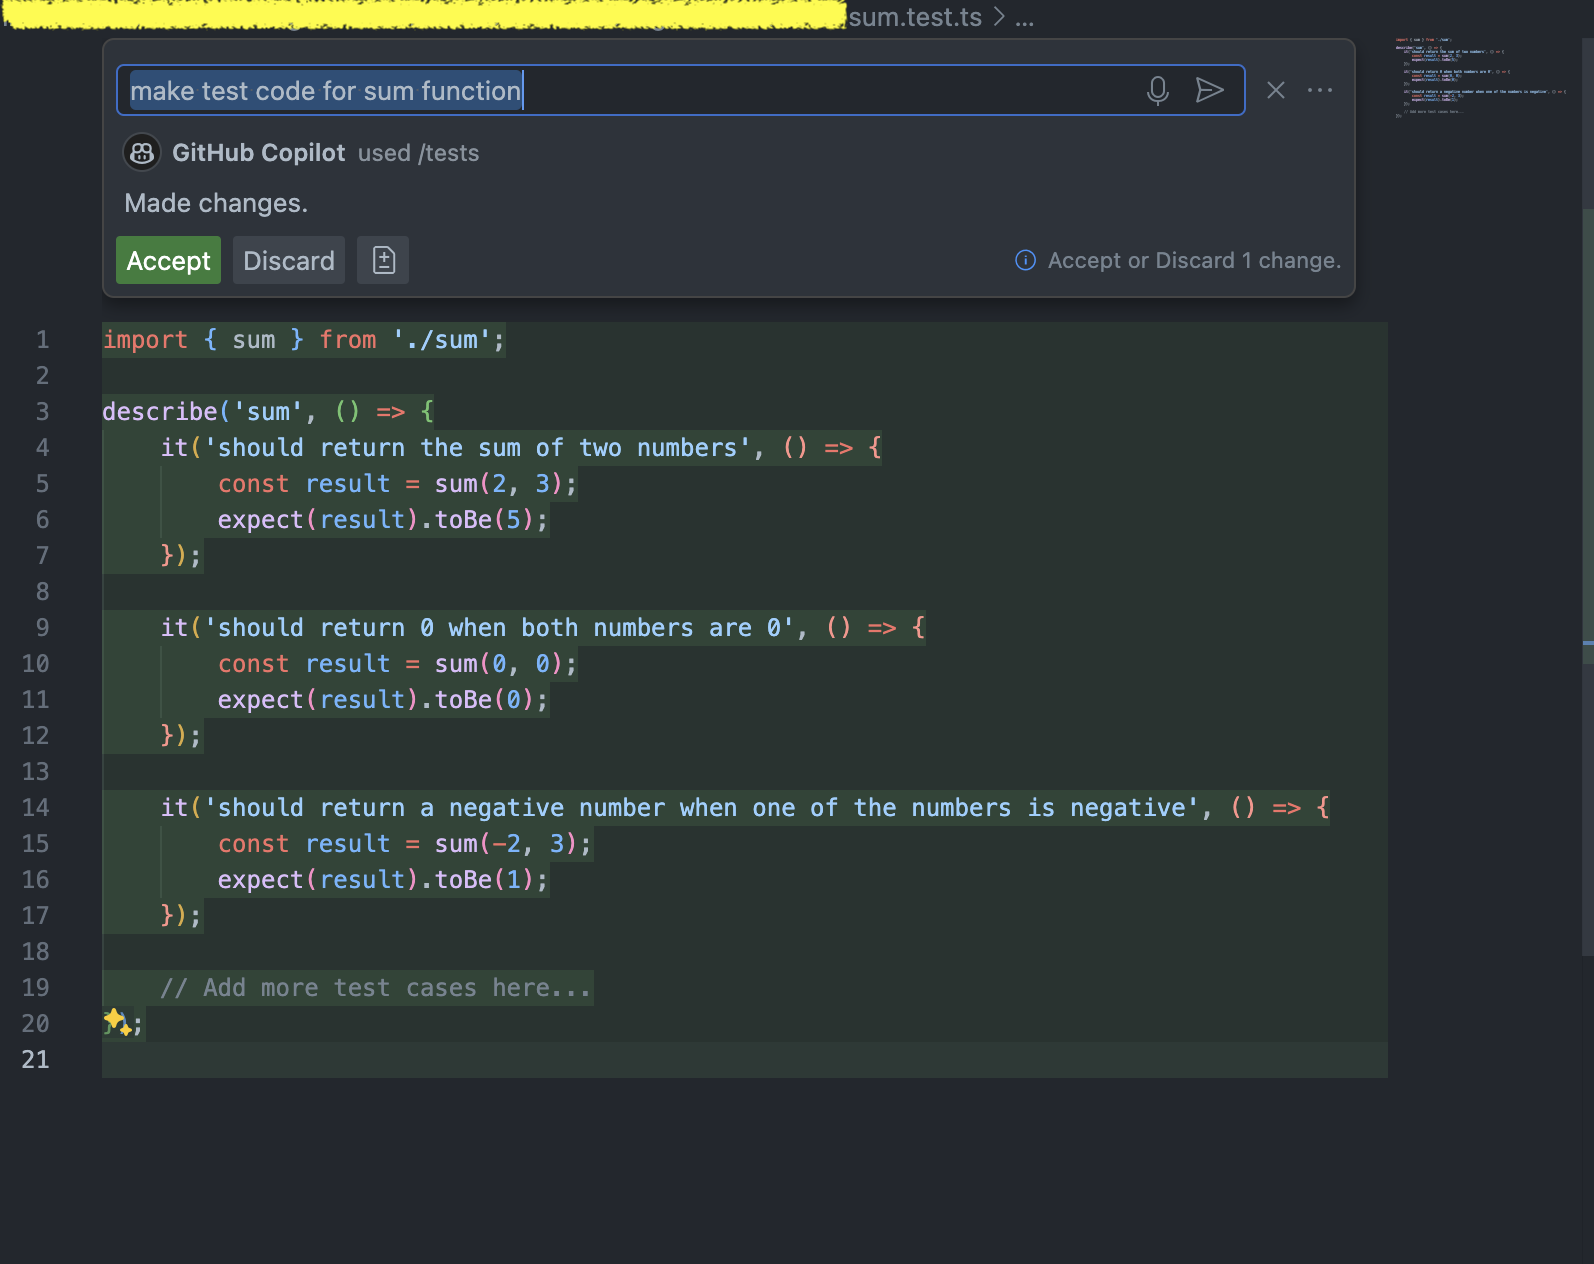 sum.test.ts > ...
make test code for sum function
GitHub Copilot used /tests
Made changes.
Accept Discard
Accept or Discard 1 change.
1 import { sum } from './sum';
2
3 describe('sum', () => {
4 it('should return the sum of two numbers', () => {
5 const result = sum(2, 3);
6 expect(result).toBe(5);
7 });
8
9 it('should return 0 when both numbers are 0', () => {
10 const result = sum(0, 0);
11 expect(result).toBe(0);
12 });
13
14 it('should return a negative number when one of the numbers is negative', () => {
15 const result = sum(-2, 3);
16 expect(result).toBe(1);
17 });
18
19 // Add more test cases here...
20 });
21